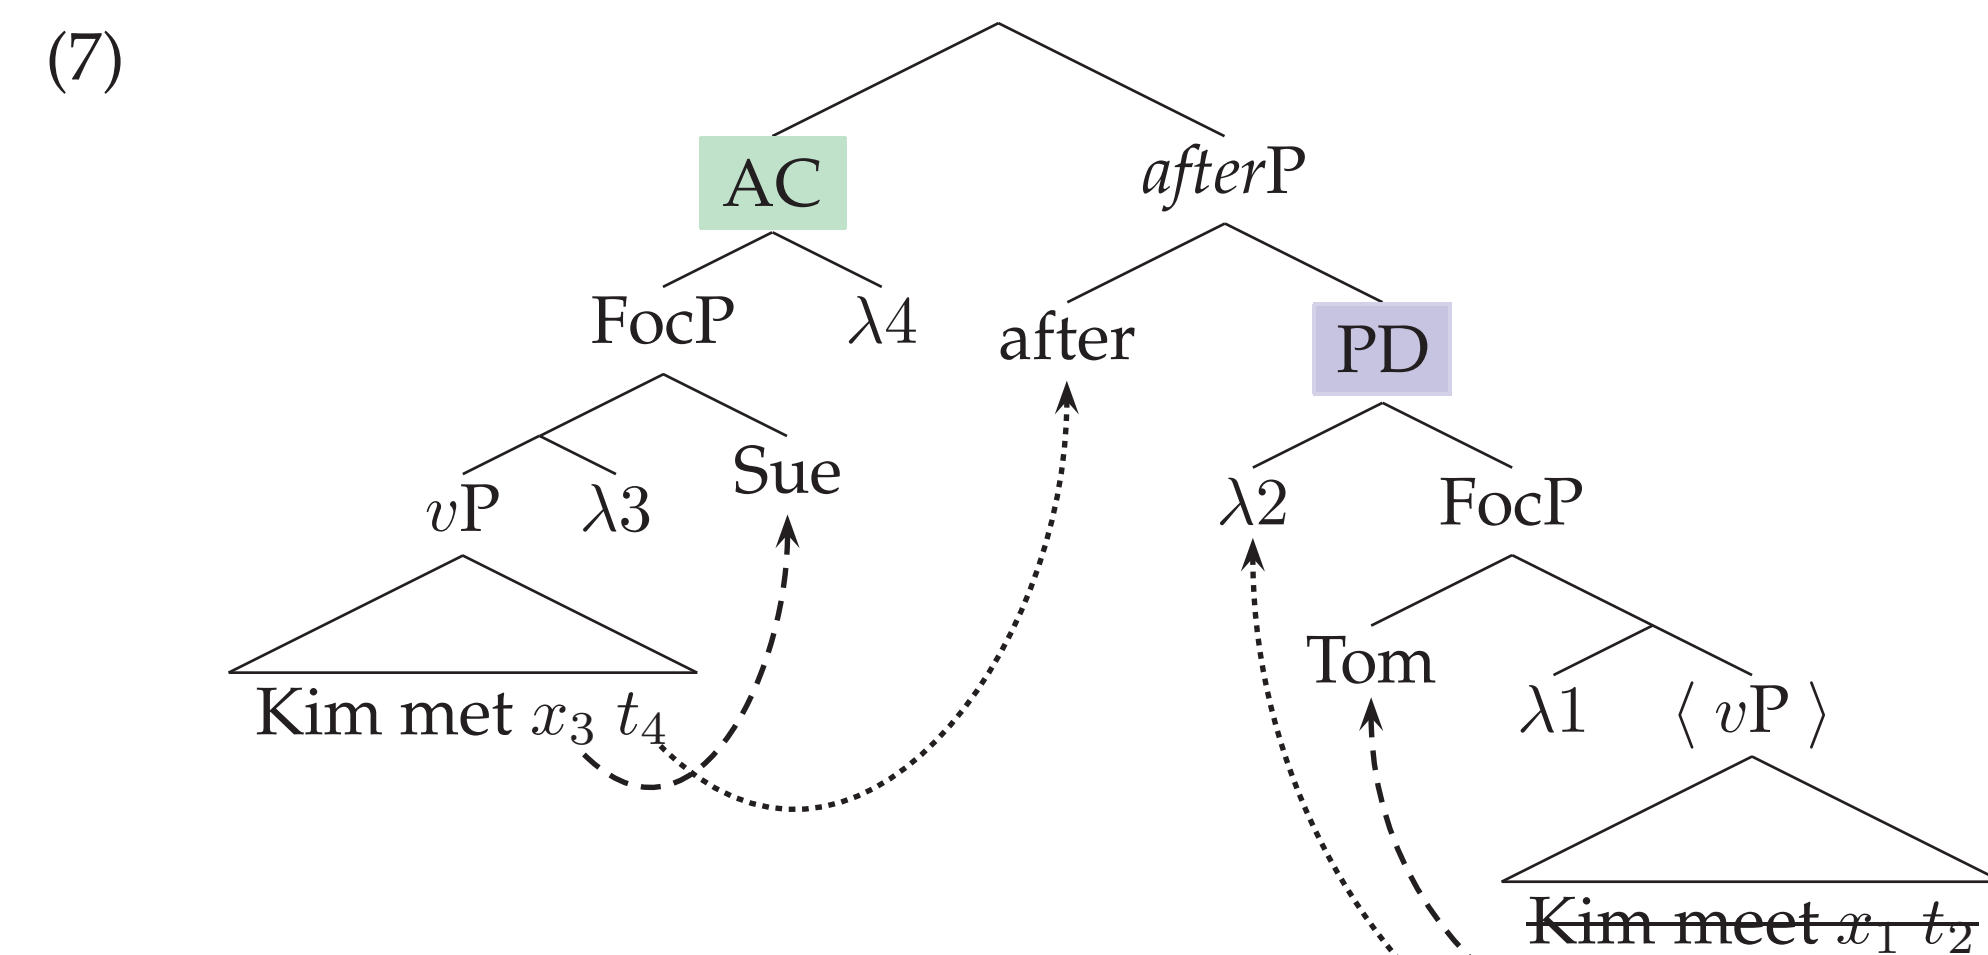 (7)
AC afterP
FocP λ4 after PD
vP λ3 Sue λ2 FocP
Kim met x₃ t₄ Tom λ1 ⟨ vP ⟩
Kim meet x₁ t₂